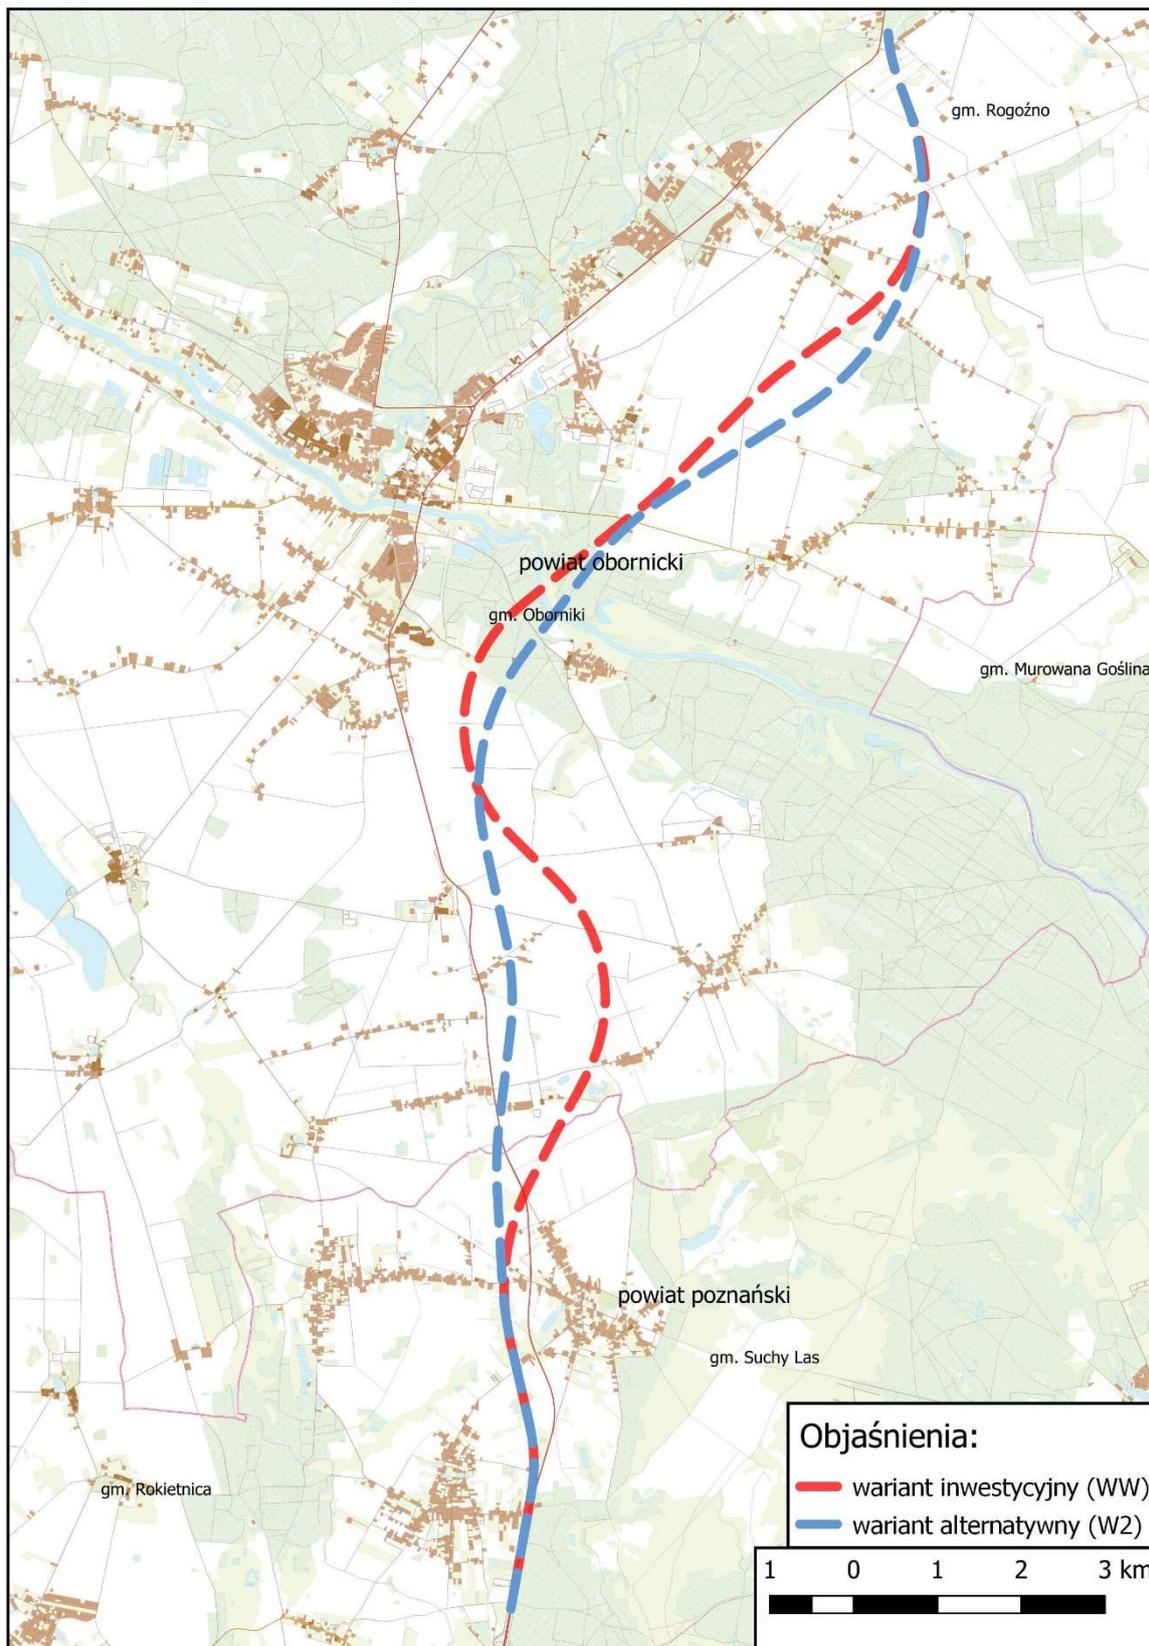 gm. Rogoźno
powiat obornicki
gm. Oborniki
gm. Murowana Goślina
powiat poznański
gm. Suchy Las
gm. Rokietnica
Objaśnienia:
wariant inwestycyjny (WW)
wariant alternatywny (W2)
1 0 1 2 3 km